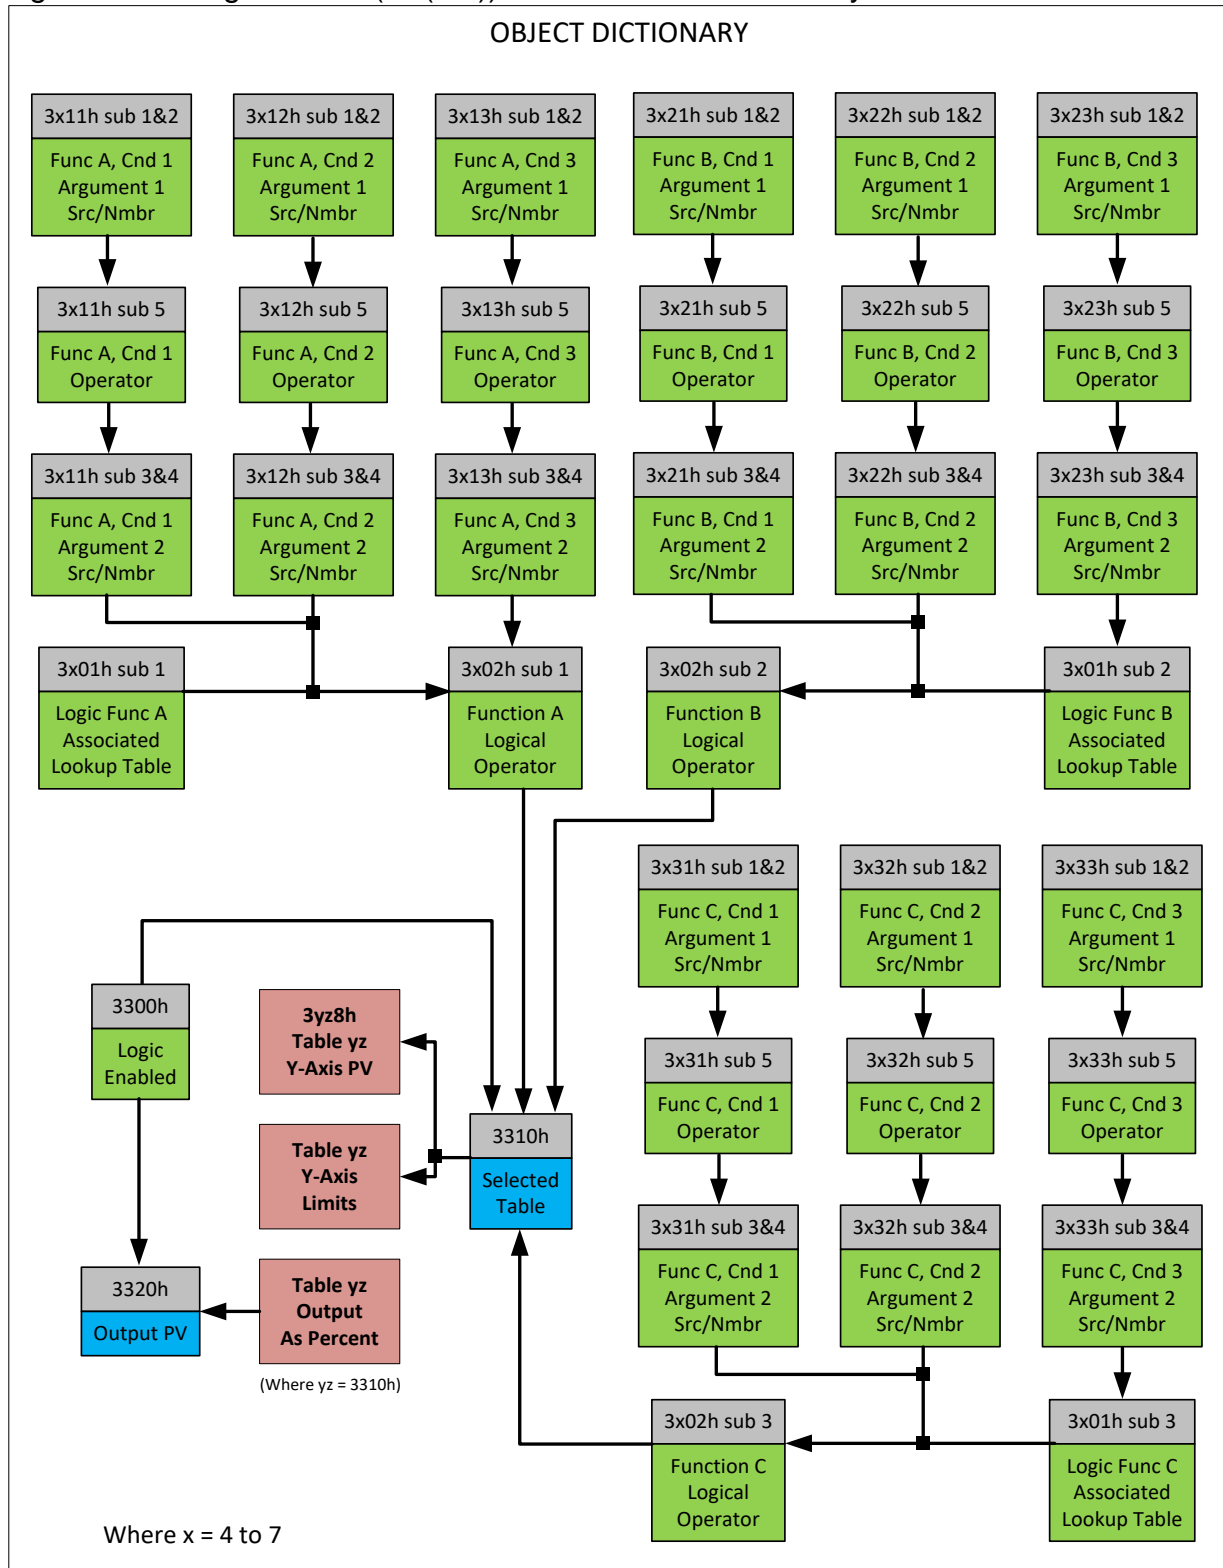 OBJECT DICTIONARY
3x11h sub 1&2
Func A, Cnd 1
Argument 1
Src/Nmbr
3x12h sub 1&2
Func A, Cnd 2
Argument 1
Src/Nmbr
3x13h sub 1&2
Func A, Cnd 3
Argument 1
Src/Nmbr
3x21h sub 1&2
Func B, Cnd 1
Argument 1
Src/Nmbr
3x22h sub 1&2
Func B, Cnd 2
Argument 1
Src/Nmbr
3x23h sub 1&2
Func B, Cnd 3
Argument 1
Src/Nmbr
3x11h sub 5
Func A, Cnd 1
Operator
3x12h sub 5
Func A, Cnd 2
Operator
3x13h sub 5
Func A, Cnd 3
Operator
3x21h sub 5
Func B, Cnd 1
Operator
3x22h sub 5
Func B, Cnd 2
Operator
3x23h sub 5
Func B, Cnd 3
Operator
3x11h sub 3&4
Func A, Cnd 1
Argument 2
Src/Nmbr
3x12h sub 3&4
Func A, Cnd 2
Argument 2
Src/Nmbr
3x13h sub 3&4
Func A, Cnd 3
Argument 2
Src/Nmbr
3x21h sub 3&4
Func B, Cnd 1
Argument 2
Src/Nmbr
3x22h sub 3&4
Func B, Cnd 2
Argument 2
Src/Nmbr
3x23h sub 3&4
Func B, Cnd 3
Argument 2
Src/Nmbr
3x01h sub 1
Logic Func A
Associated
Lookup Table
3x02h sub 1
Function A
Logical
Operator
3x02h sub 2
Function B
Logical
Operator
3x01h sub 2
Logic Func B
Associated
Lookup Table
3x31h sub 1&2
Func C, Cnd 1
Argument 1
Src/Nmbr
3x32h sub 1&2
Func C, Cnd 2
Argument 1
Src/Nmbr
3x33h sub 1&2
Func C, Cnd 3
Argument 1
Src/Nmbr
3300h
Logic
Enabled
3yz8h
Table yz
Y-Axis PV
3x31h sub 5
Func C, Cnd 1
Operator
3x32h sub 5
Func C, Cnd 2
Operator
3x33h sub 5
Func C, Cnd 3
Operator
Table yz
Y-Axis
Limits
3310h
Selected
Table
3x31h sub 3&4
Func C, Cnd 1
Argument 2
Src/Nmbr
3x32h sub 3&4
Func C, Cnd 2
Argument 2
Src/Nmbr
3x33h sub 3&4
Func C, Cnd 3
Argument 2
Src/Nmbr
3320h
Output PV
Table yz
Output
As Percent
(Where yz = 3310h)
3x02h sub 3
Function C
Logical
Operator
3x01h sub 3
Logic Func C
Associated
Lookup Table
Where x = 4 to 7